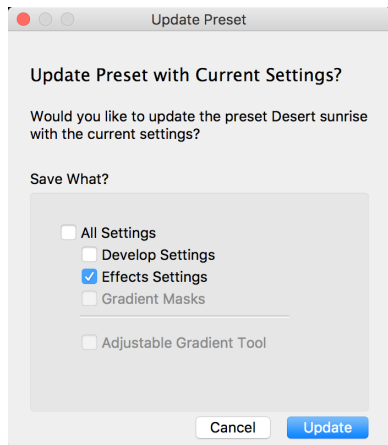 Update Preset
Update Preset with Current Settings?
Would you like to update the preset Desert sunrise
with the current settings?
Save What?
All Settings
Develop Settings
Effects Settings
Gradient Masks
Adjustable Gradient Tool
Cancel Update